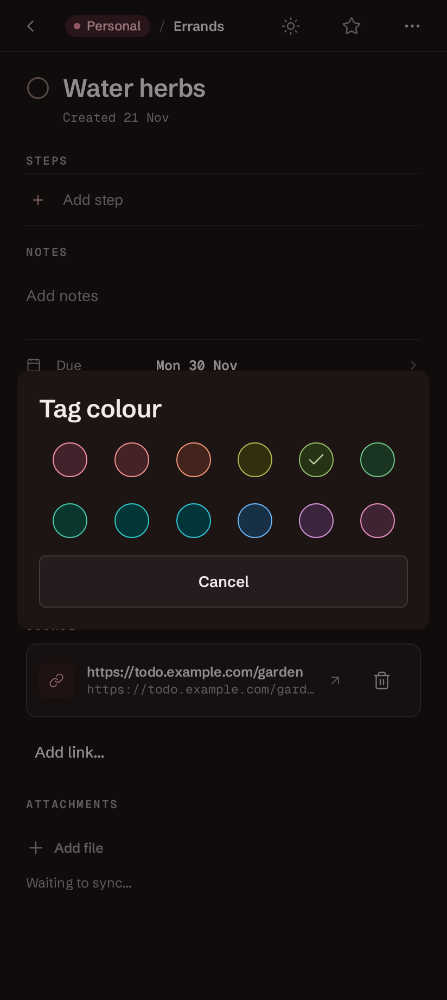 Personal / Errands
Water herbs
Created 21 Nov
STEPS
Add step
NOTES
Add notes
Due Mon 30 Nov
Tag colour
Cancel
https://todo.example.com/garden
https://todo.example.com/gard…
Add link…
ATTACHMENTS
Add file
Waiting to sync…